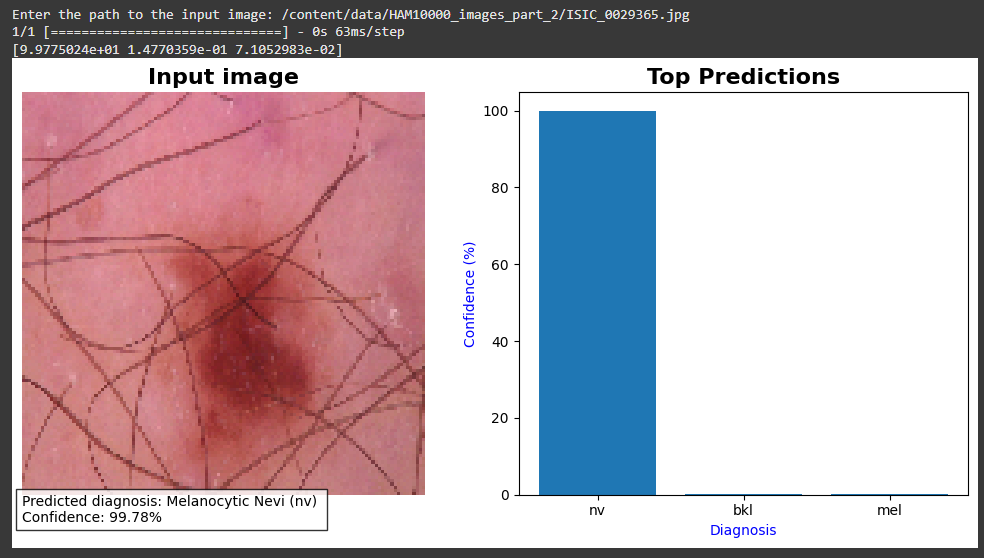 Enter the path to the input image: /content/data/HAM10000_images_part_2/ISIC_0029365.jpg
1/1 [==============================] - 0s 63ms/step
[9.9775024e+01 1.4770359e-01 7.1052983e-02]
Input image
Predicted diagnosis: Melanocytic Nevi (nv)
Confidence: 99.78%
Top Predictions
Confidence (%)
100
80
60
40
20
0
nv bkl mel
Diagnosis